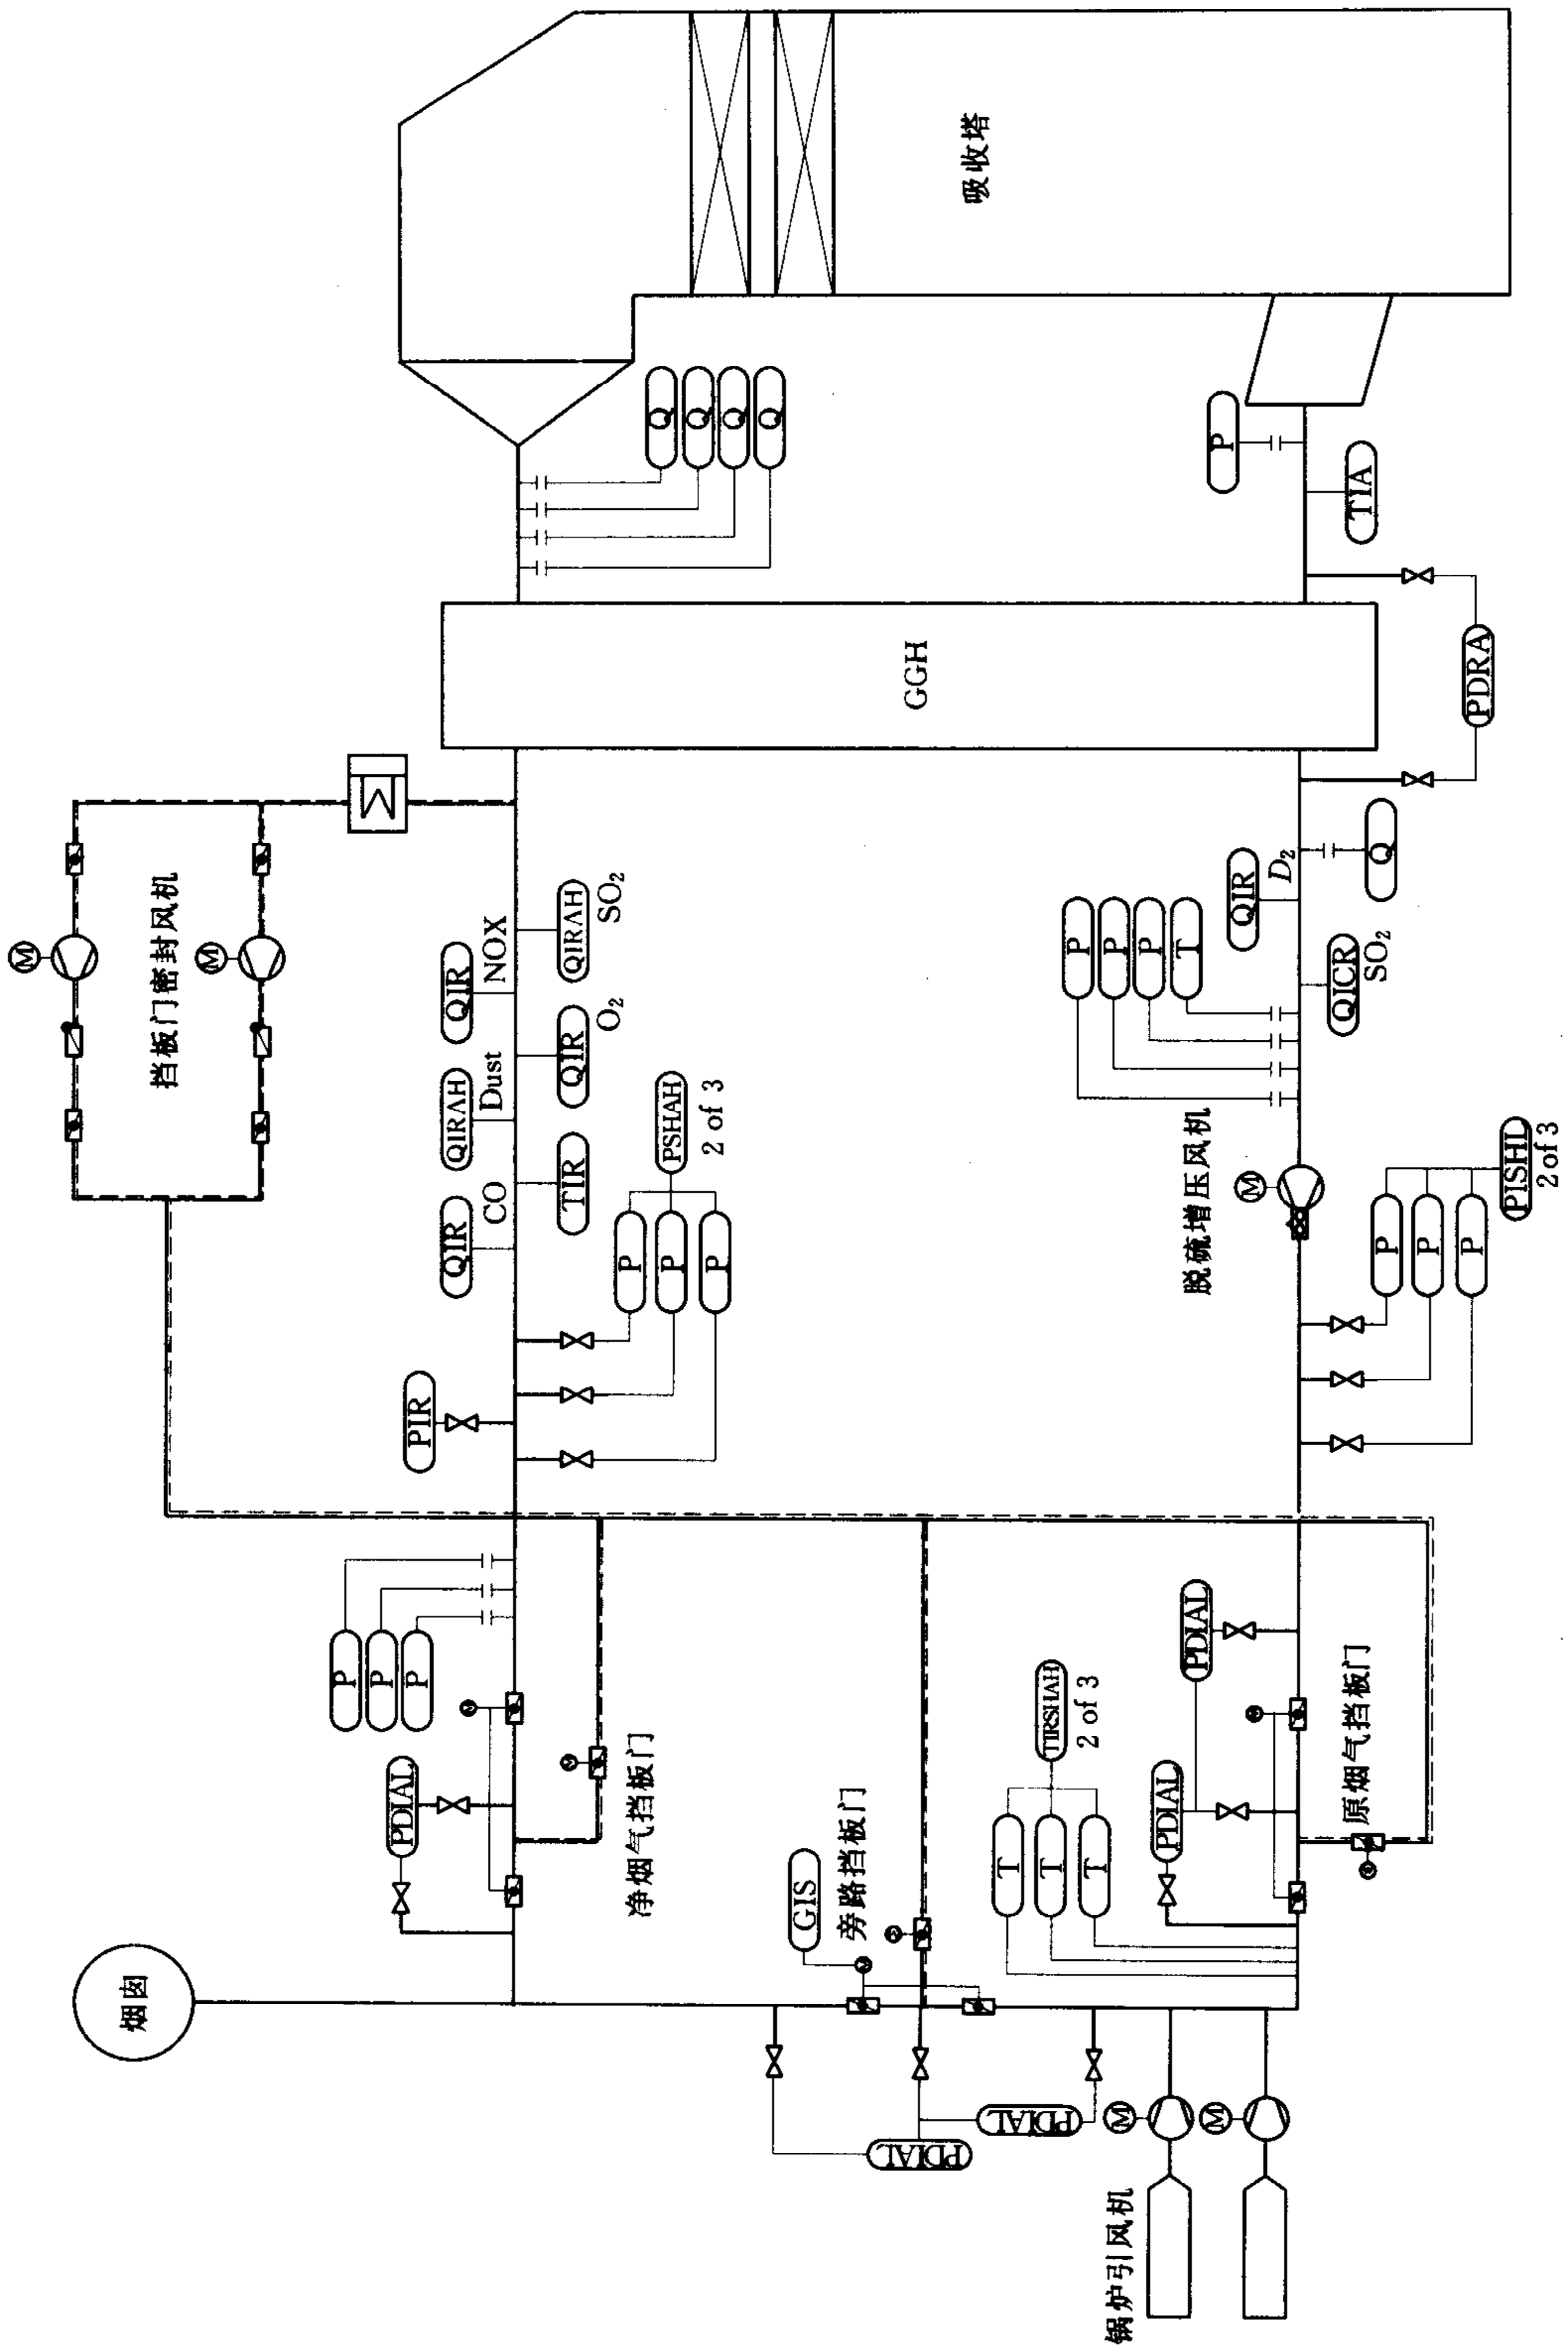 烟囱
锅炉引风机
M
M
PDIAL
PDIAL
GIS
M
旁路挡板门
M
PDIAL
M
净烟气挡板门
M
P
P
P
T
T
T
TIRSHAH
2 of 3
PDIAL
PDIAL
M
原烟气挡板门
M
PIR
P
P
P
PSHAH
2 of 3
QIR
CO
TIR
QIRAH
Dust
QIR
O₂
QIR
NOX
QIRAH
SO₂
挡板门密封风机
M
M
P
P
P
PISHL
2 of 3
脱硫增压风机
M
P
P
P
T
QICR
SO₂
QIR
D₂
Q
PDRA
GGH
Q
Q
Q
Q
P
TIA
吸收塔